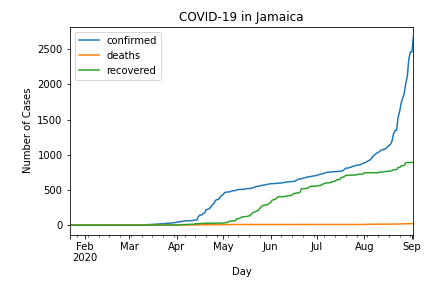 COVID-19 in Jamaica
confirmed
deaths
recovered
Number of Cases
2500
2000
1500
1000
500
0
Feb Mar Apr May Jun Jul Aug Sep
2020
Day